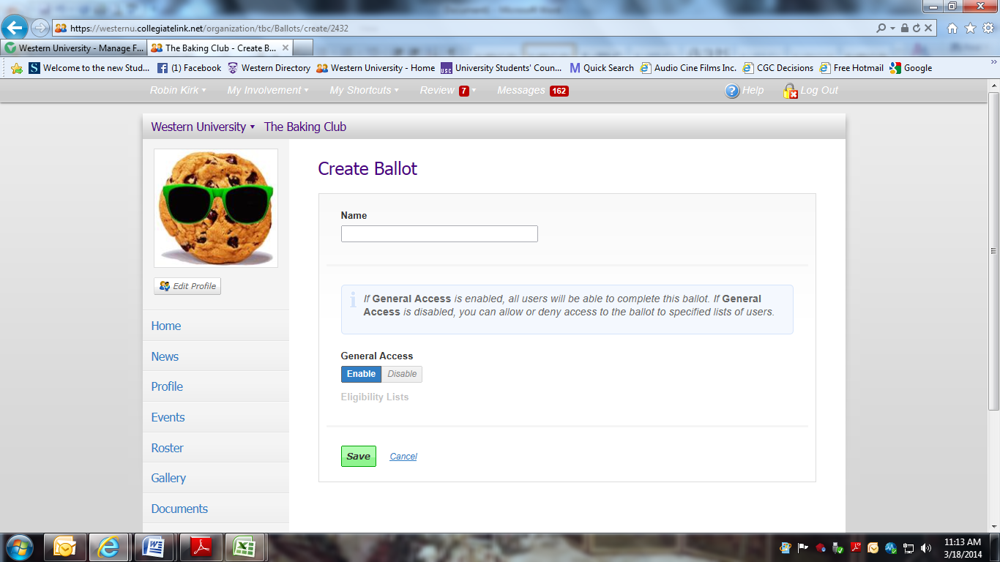 https://westernu.collegiatelink.net/organization/tbc/Ballots/create/2432
Western University - Manage F...
The Baking Club - Create B...
Welcome to the new Stud...
(1) Facebook
Western Directory
Western University - Home
University Students' Coun...
Quick Search
Audio Cine Films Inc.
CGC Decisions
Free Hotmail
Google
Robin Kirk
My Involvement
My Shortcuts
Review 7
Messages 162
Help
Log Out
Western University
The Baking Club
Create Ballot
Name
If General Access is enabled, all users will be able to complete this ballot. If General
Access is disabled, you can allow or deny access to the ballot to specified lists of users.
General Access
Enable Disable
Eligibility Lists
Save Cancel
Edit Profile
Home
News
Profile
Events
Roster
Gallery
Documents
11:13 AM
3/18/2014